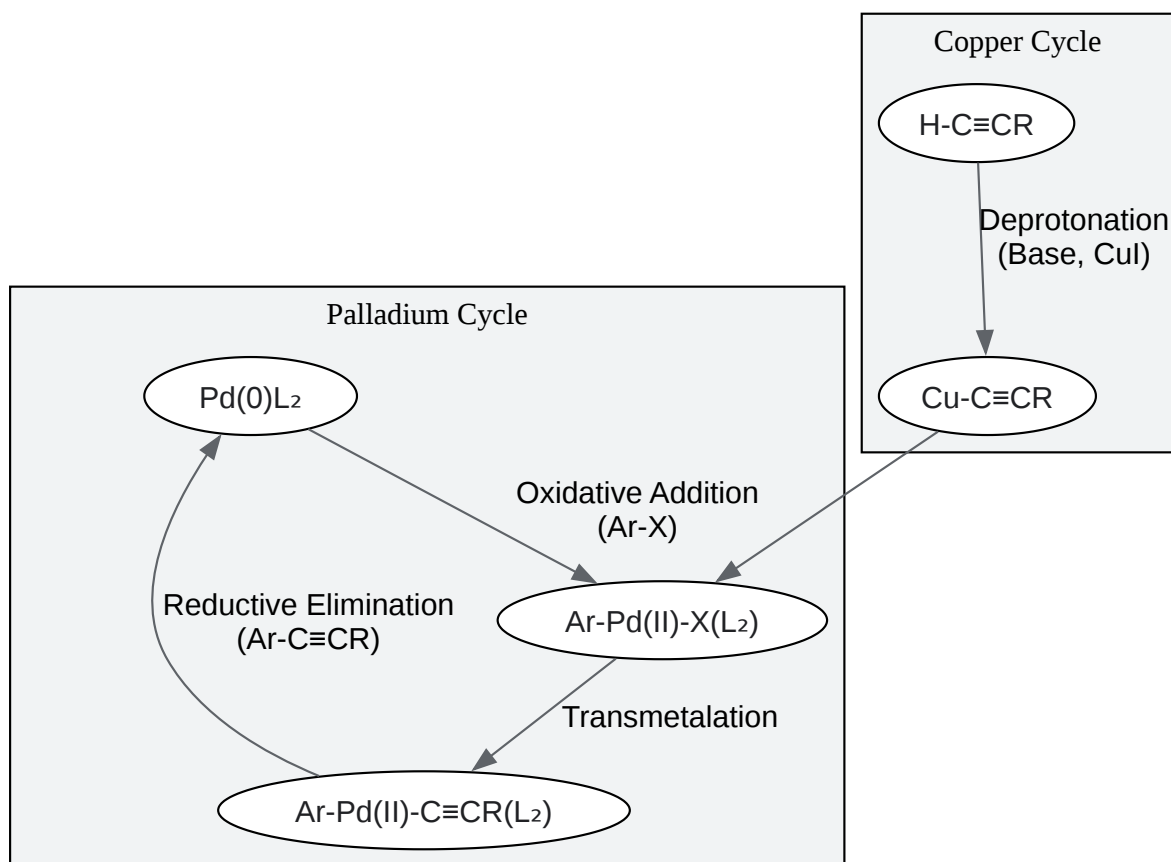 Copper Cycle
H-C≡CR
Deprotonation
(Base, CuI)
Cu-C≡CR
Palladium Cycle
Pd(0)L₂
Oxidative Addition
(Ar-X)
Reductive Elimination
(Ar-C≡CR)
Ar-Pd(II)-X(L₂)
Transmetalation
Ar-Pd(II)-C≡CR(L₂)